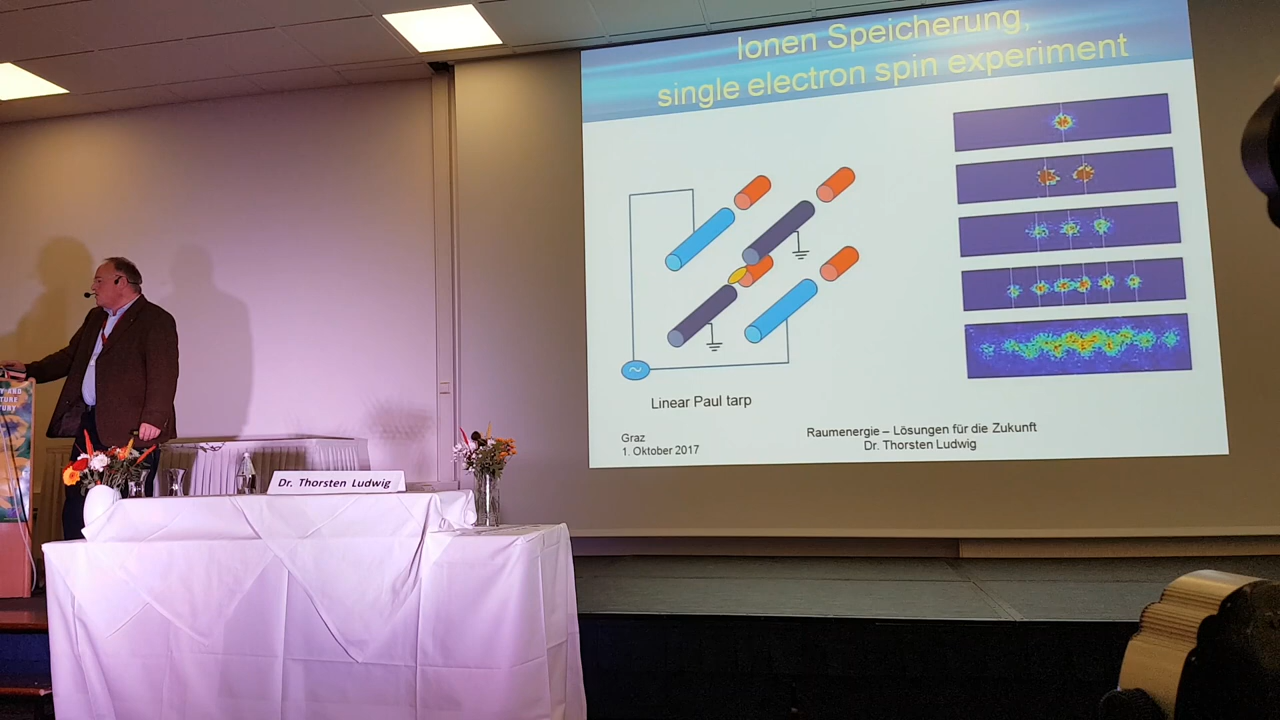 Ionen Speicherung,
single electron spin experiment
Linear Paul tarp
Graz
1. Oktober 2017
Raumenergie – Lösungen für die Zukunft
Dr. Thorsten Ludwig
Dr. Thorsten Ludwig